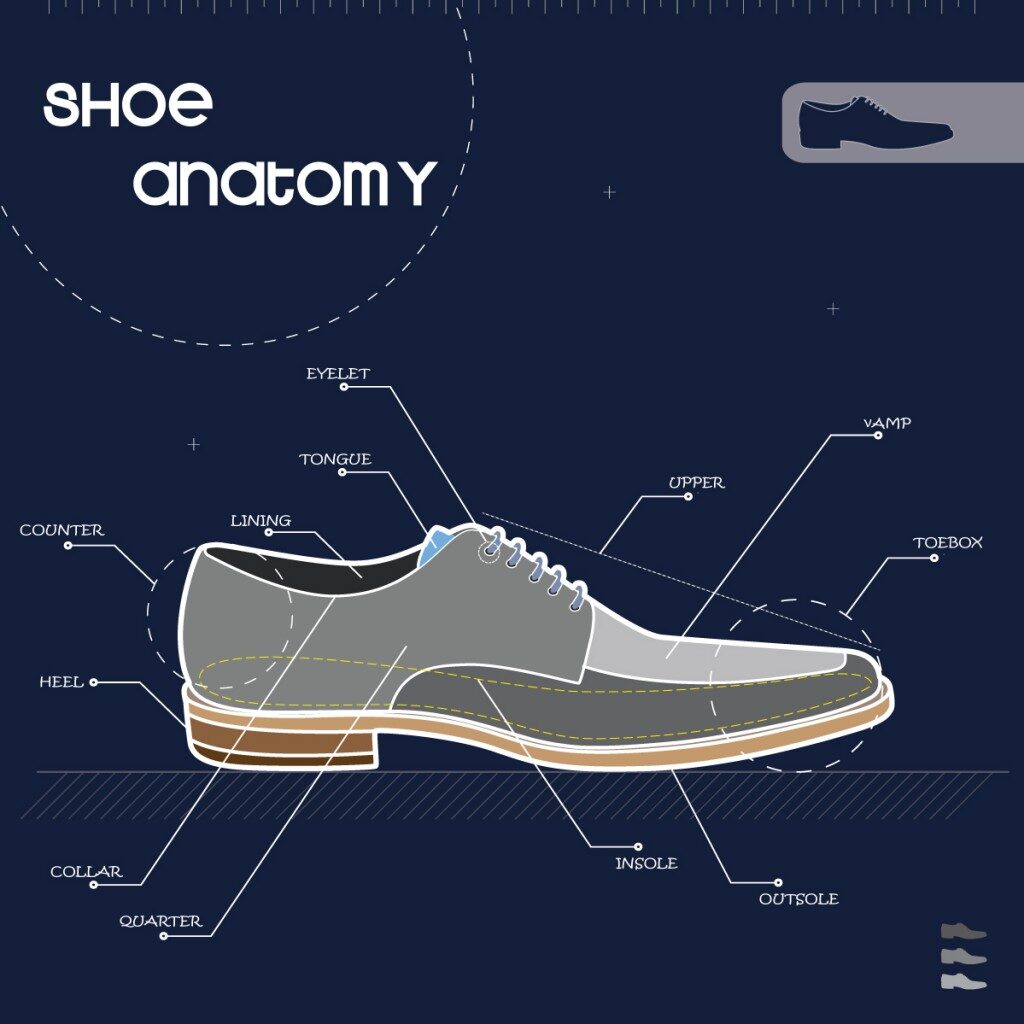 SHOE
anatomy
EYELET
vAMP
TONGUE
UPPER
COUNTER
LINING
TOEBOX
HEEL
INSOLE
COLLAR
OUTSOLE
QUARTER